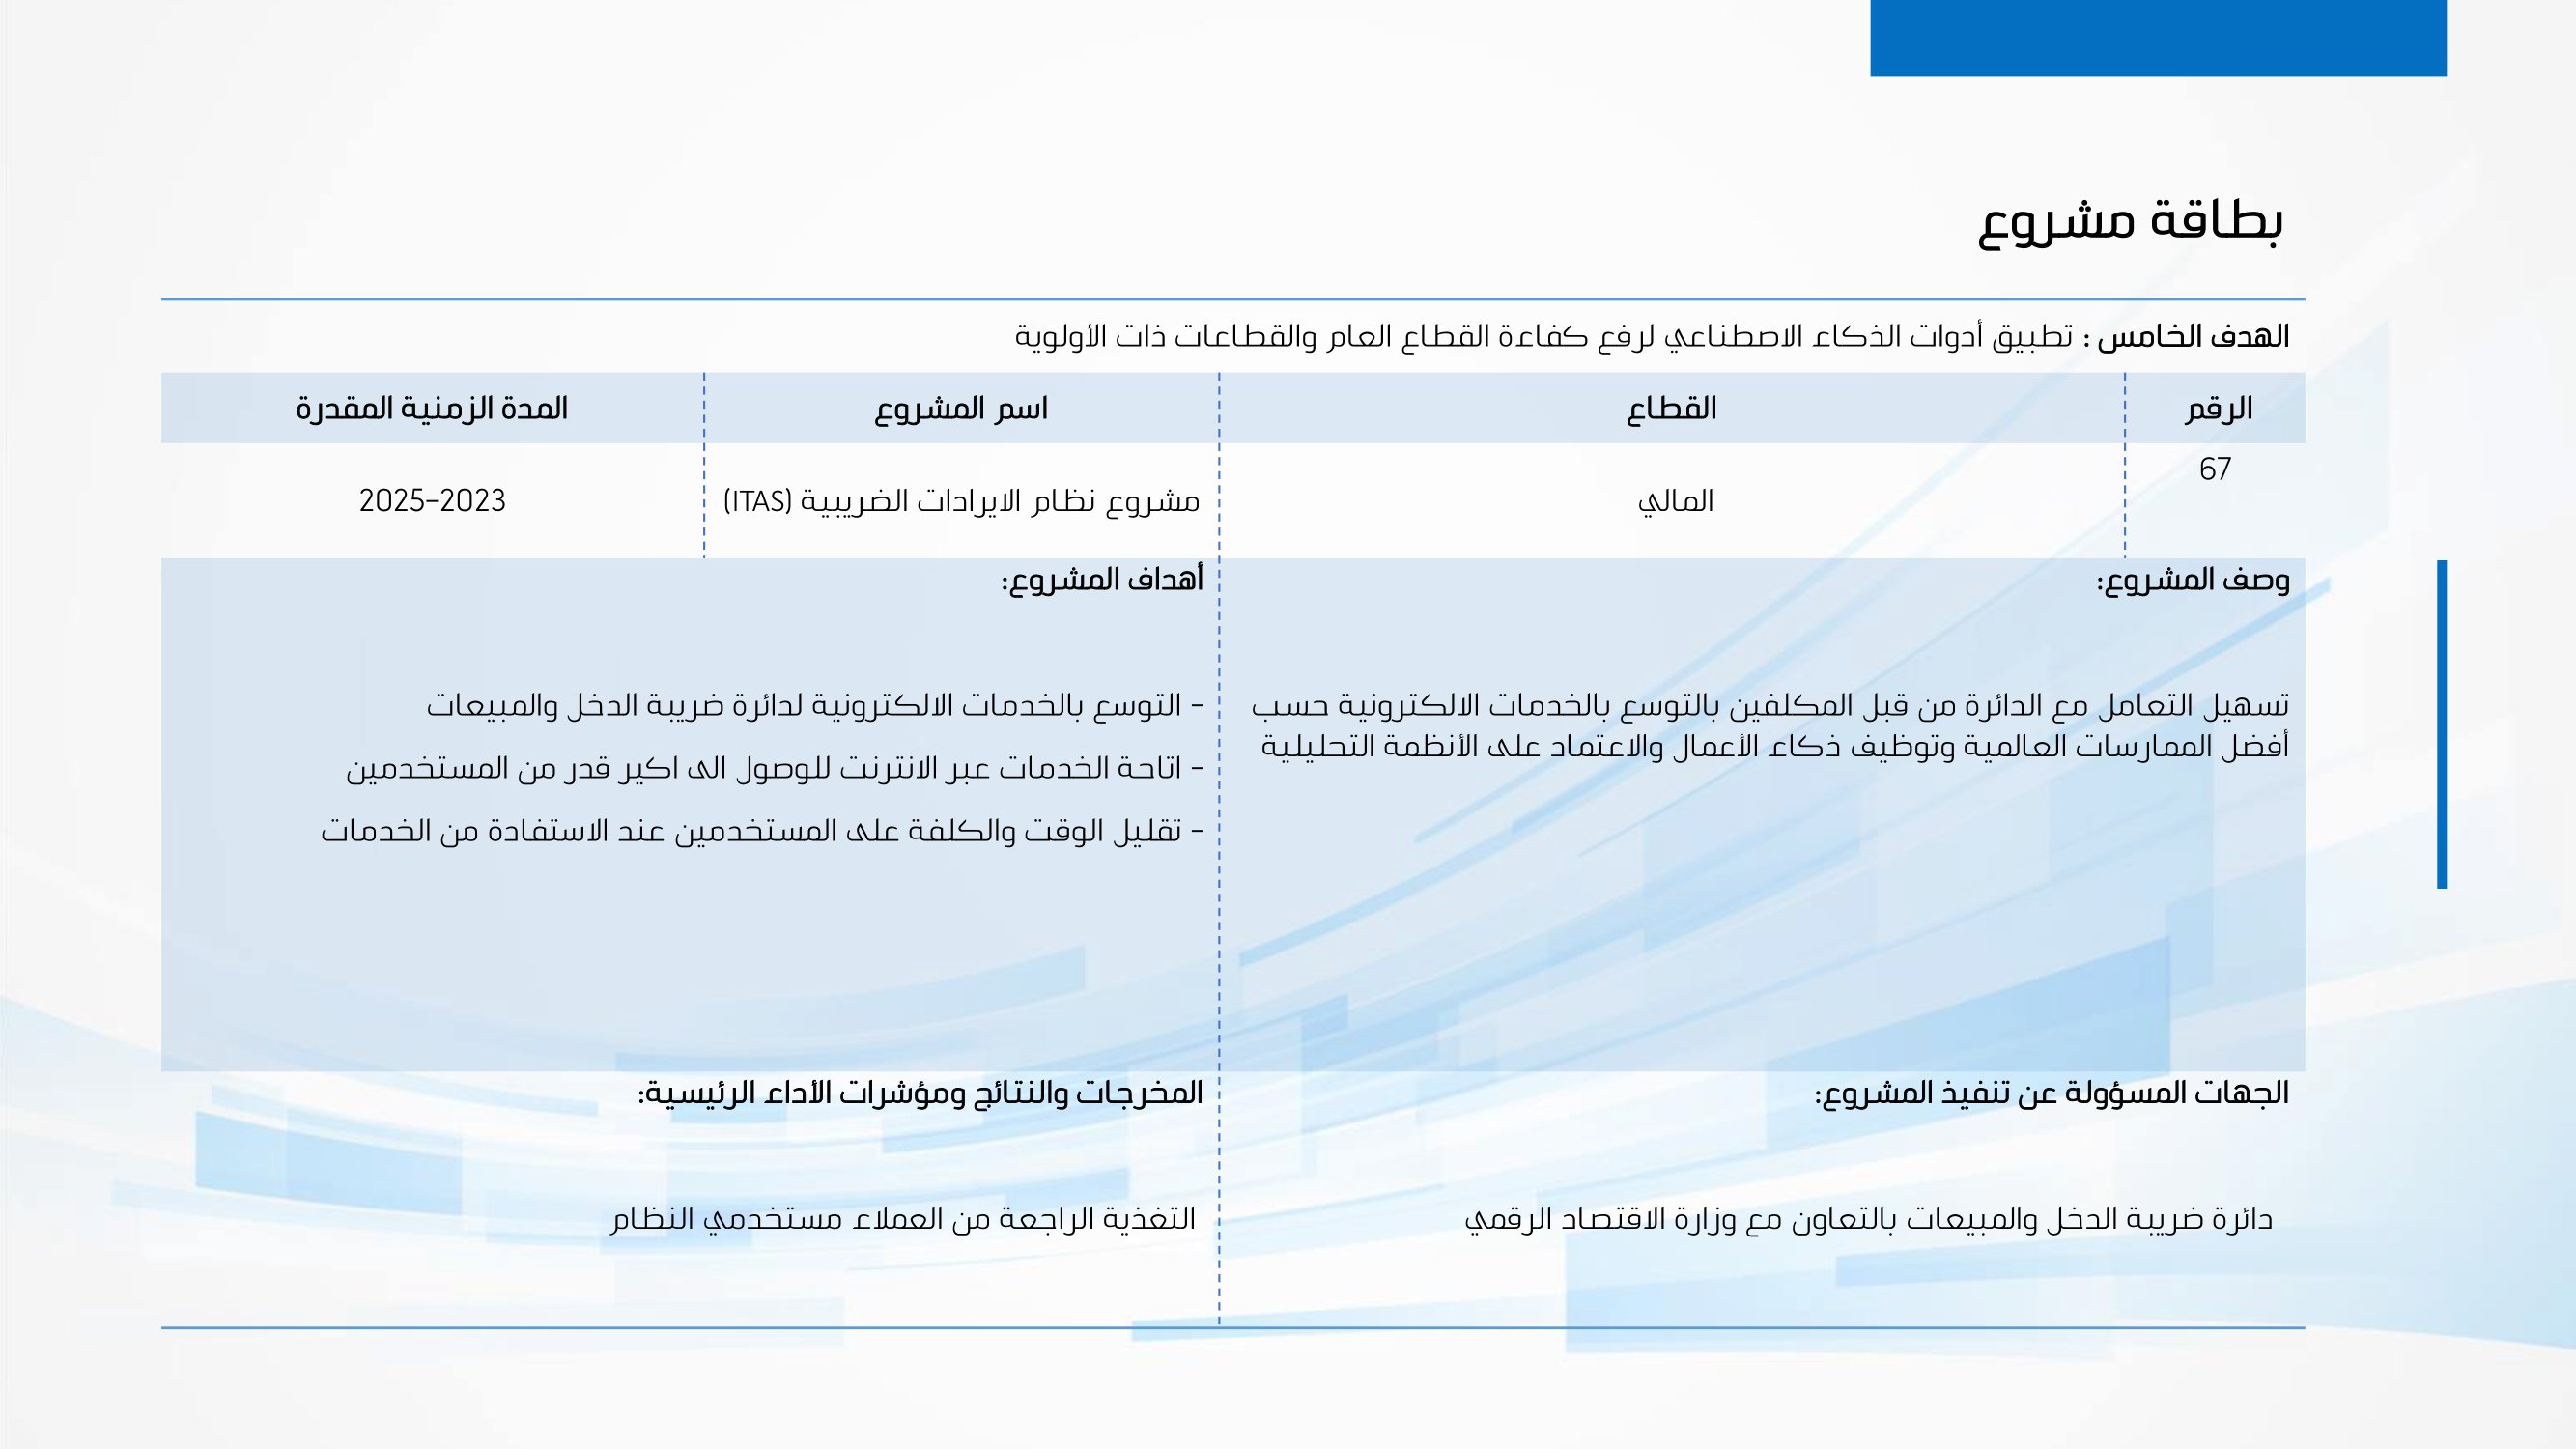 بطاقة مشروع
الهدف الخامس : تطبيق أدوات الذكاء الاصطناعي لرفع كفاءة القطاع العام والقطاعات ذات الأولوية
الرقم
القطاع
اسم المشروع
المدة الزمنية المقدرة
67
المالي
مشروع نظام الايرادات الضريبية (ITAS)
2023-2025
وصف المشروع:
تسهيل التعامل مع الدائرة من قبل المكلفين بالتوسع بالخدمات الالكترونية حسب
أفضل الممارسات العالمية وتوظيف ذكاء الأعمال والاعتماد على الأنظمة التحليلية
أهداف المشروع:
- التوسع بالخدمات الالكترونية لدائرة ضريبة الدخل والمبيعات
- اتاحة الخدمات عبر الانترنت للوصول الى اكير قدر من المستخدمين
- تقليل الوقت والكلفة على المستخدمين عند الاستفادة من الخدمات
الجهات المسؤولة عن تنفيذ المشروع:
دائرة ضريبة الدخل والمبيعات بالتعاون مع وزارة الاقتصاد الرقمي
المخرجات والنتائج ومؤشرات الأداء الرئيسية:
التغذية الراجعة من العملاء مستخدمي النظام